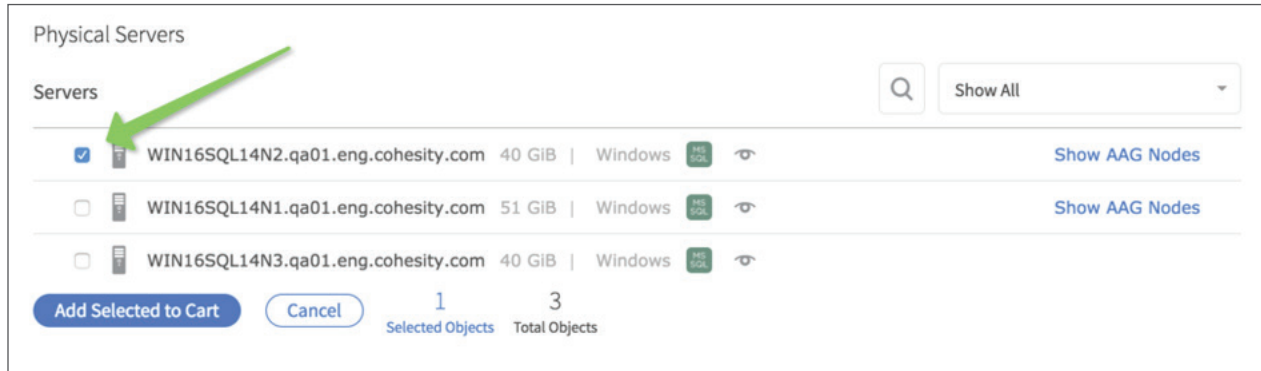 Physical Servers
Servers
Show All
WIN16SQL14N2.qa01.eng.cohesity.com 40 GiB | Windows MS SQL Show AAG Nodes
WIN16SQL14N1.qa01.eng.cohesity.com 51 GiB | Windows MS SQL Show AAG Nodes
WIN16SQL14N3.qa01.eng.cohesity.com 40 GiB | Windows MS SQL
Add Selected to Cart Cancel 1 3
Selected Objects Total Objects